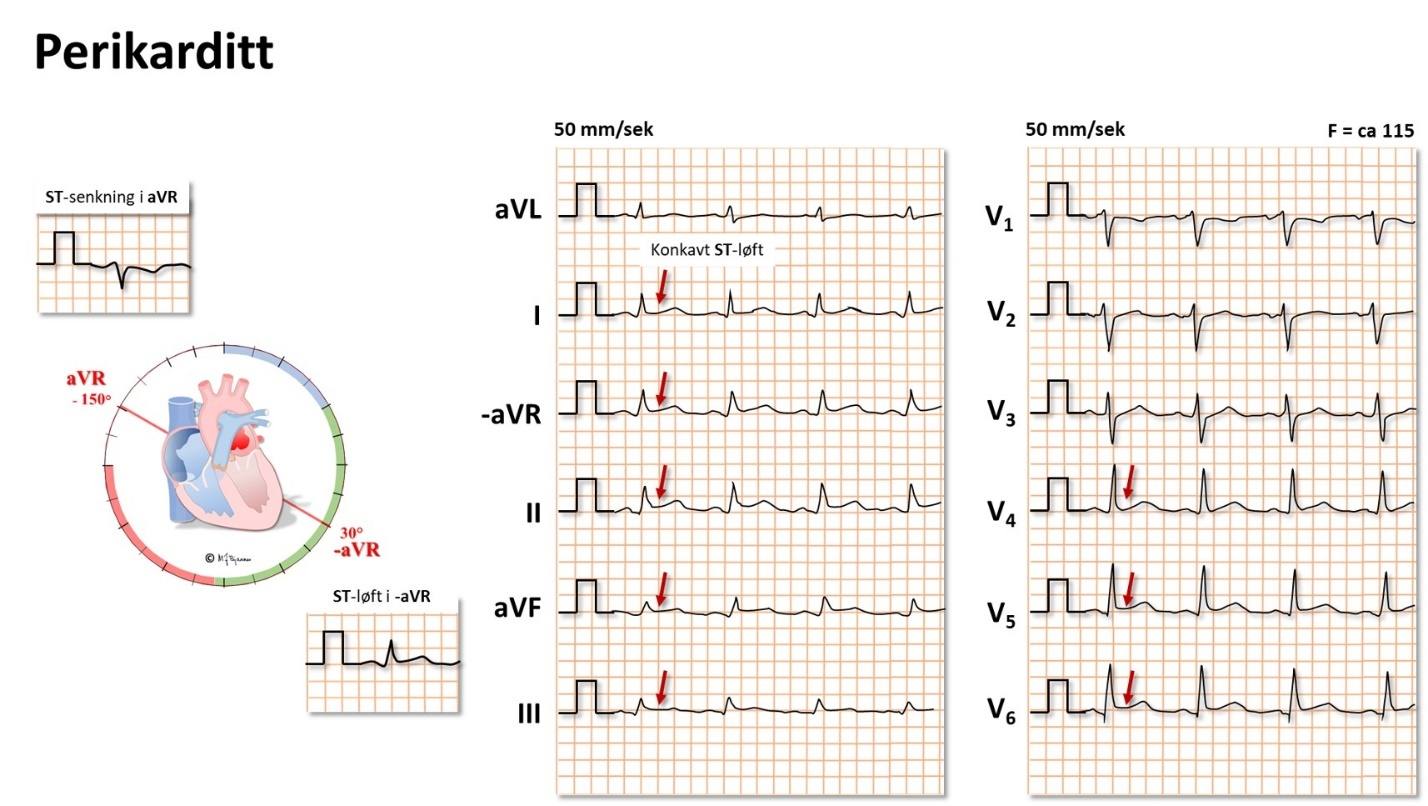 Perikarditt
50 mm/sek
50 mm/sek
F = ca 115
ST-senkning i aVR
aVR
- 150°
30°
-aVR
©
ST-løft i -aVR
aVL
Konkavt ST-løft
I
-aVR
II
aVF
III
V1
V2
V3
V4
V5
V6